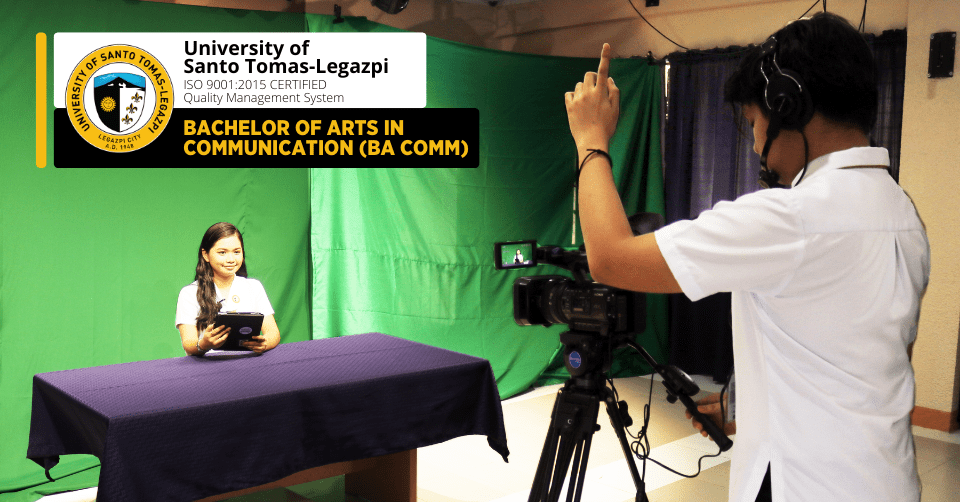 University of
Santo Tomas-Legazpi
ISO 9001:2015 CERTIFIED
Quality Management System
UNIVERSITY OF SANTO TOMAS-LEGAZPI
LEGAZPI CITY
A.D. 1948
BACHELOR OF ARTS IN
COMMUNICATION (BA COMM)